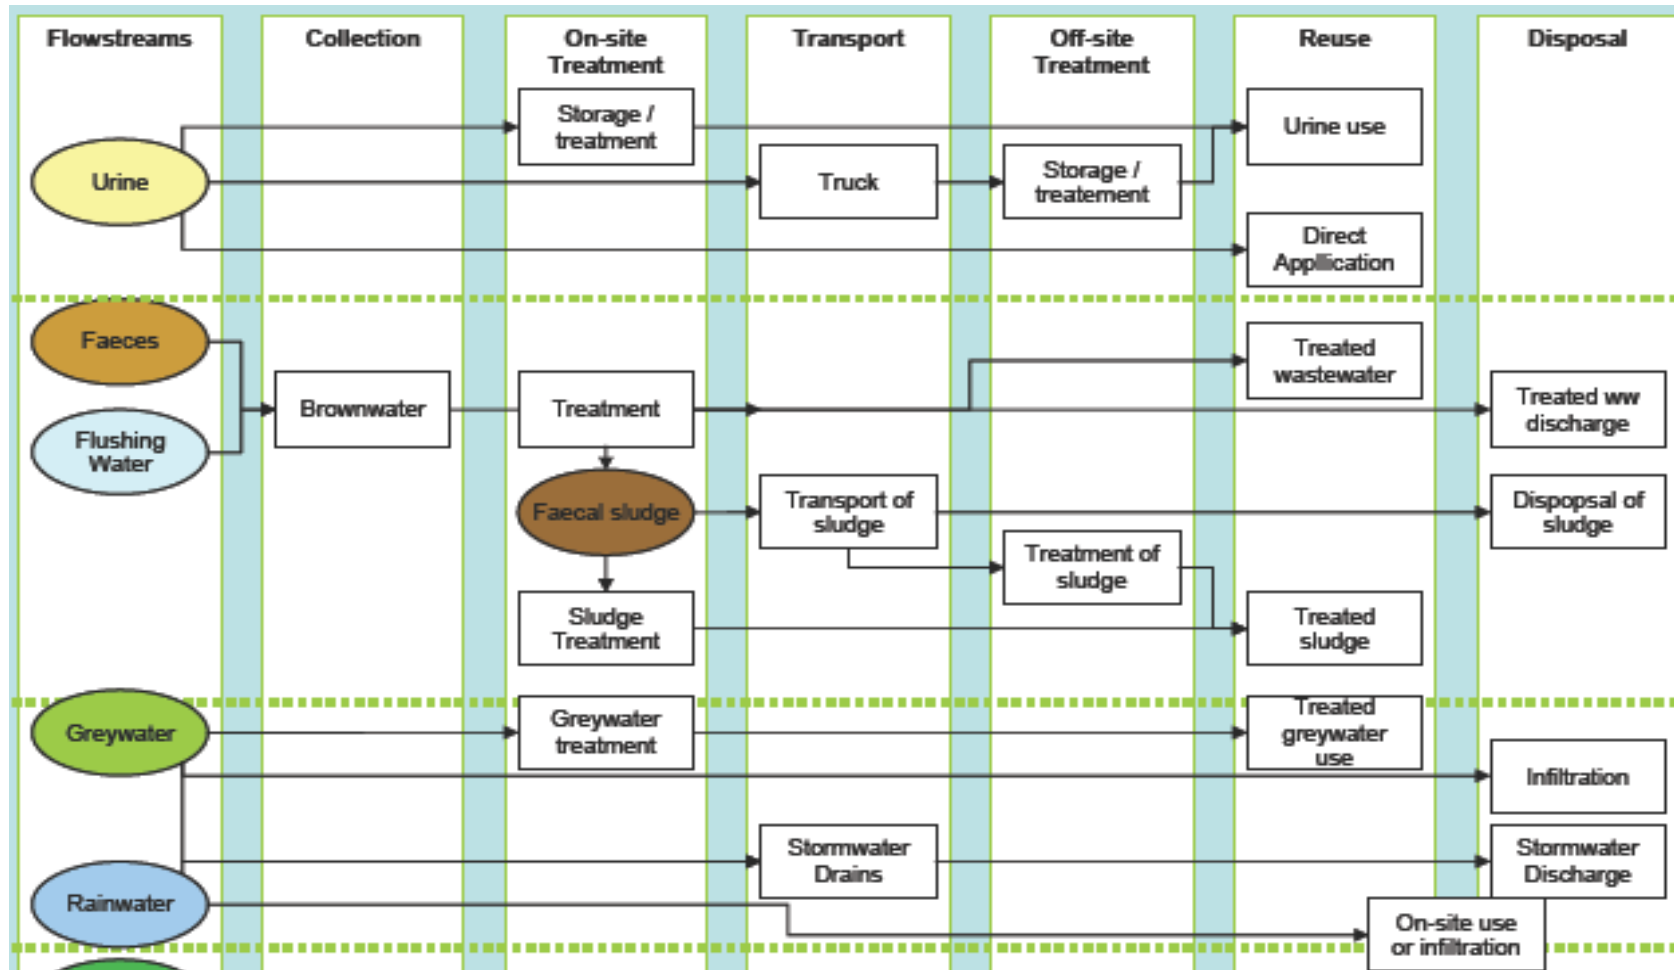 Flowstreams
Collection
On-site
Treatment
Transport
Off-site
Treatment
Reuse
Disposal
Storage /
treatment
Urine use
Urine
Truck
Storage /
treatement
Direct
Appllication
Faeces
Treated
wastewater
Brownwater
Treatment
Treated ww
discharge
Flushing
Water
Faecal sludge
Transport of
sludge
Dispopsal of
sludge
Treatment of
sludge
Sludge
Treatment
Treated
sludge
Greywater
Greywater
treatment
Treated
greywater
use
Infiltration
Stormwater
Drains
Stormwater
Discharge
Rainwater
On-site use
or infiltration